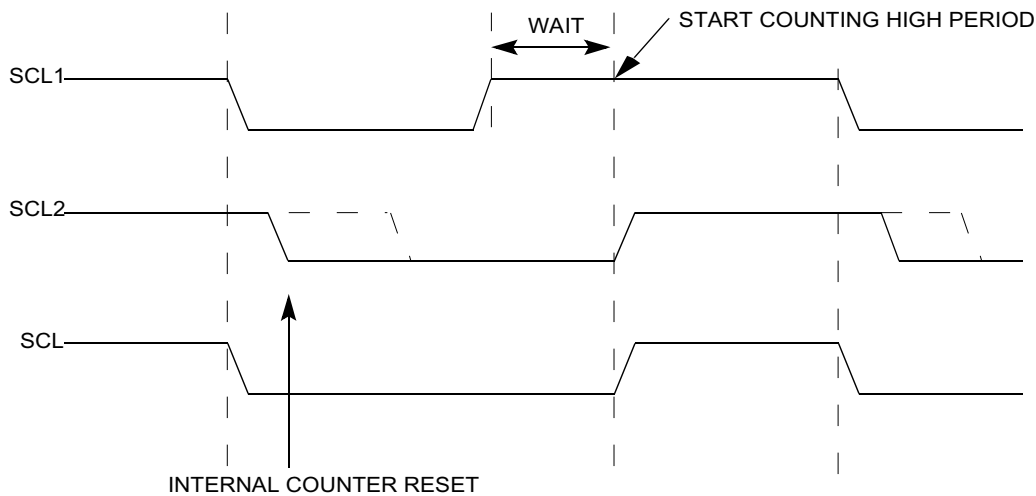 START COUNTING HIGH PERIOD
WAIT
SCL1
SCL2
SCL
INTERNAL COUNTER RESET